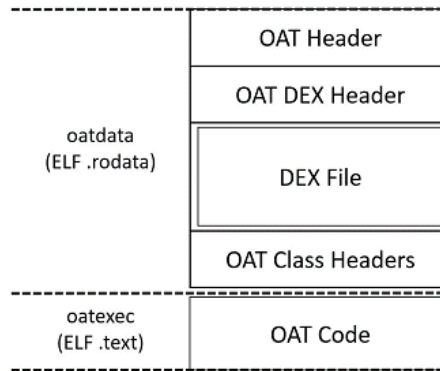 OAT Header
OAT DEX Header
oatdata
(ELF .rodata)
DEX File
OAT Class Headers
oatexec
(ELF .text)
OAT Code